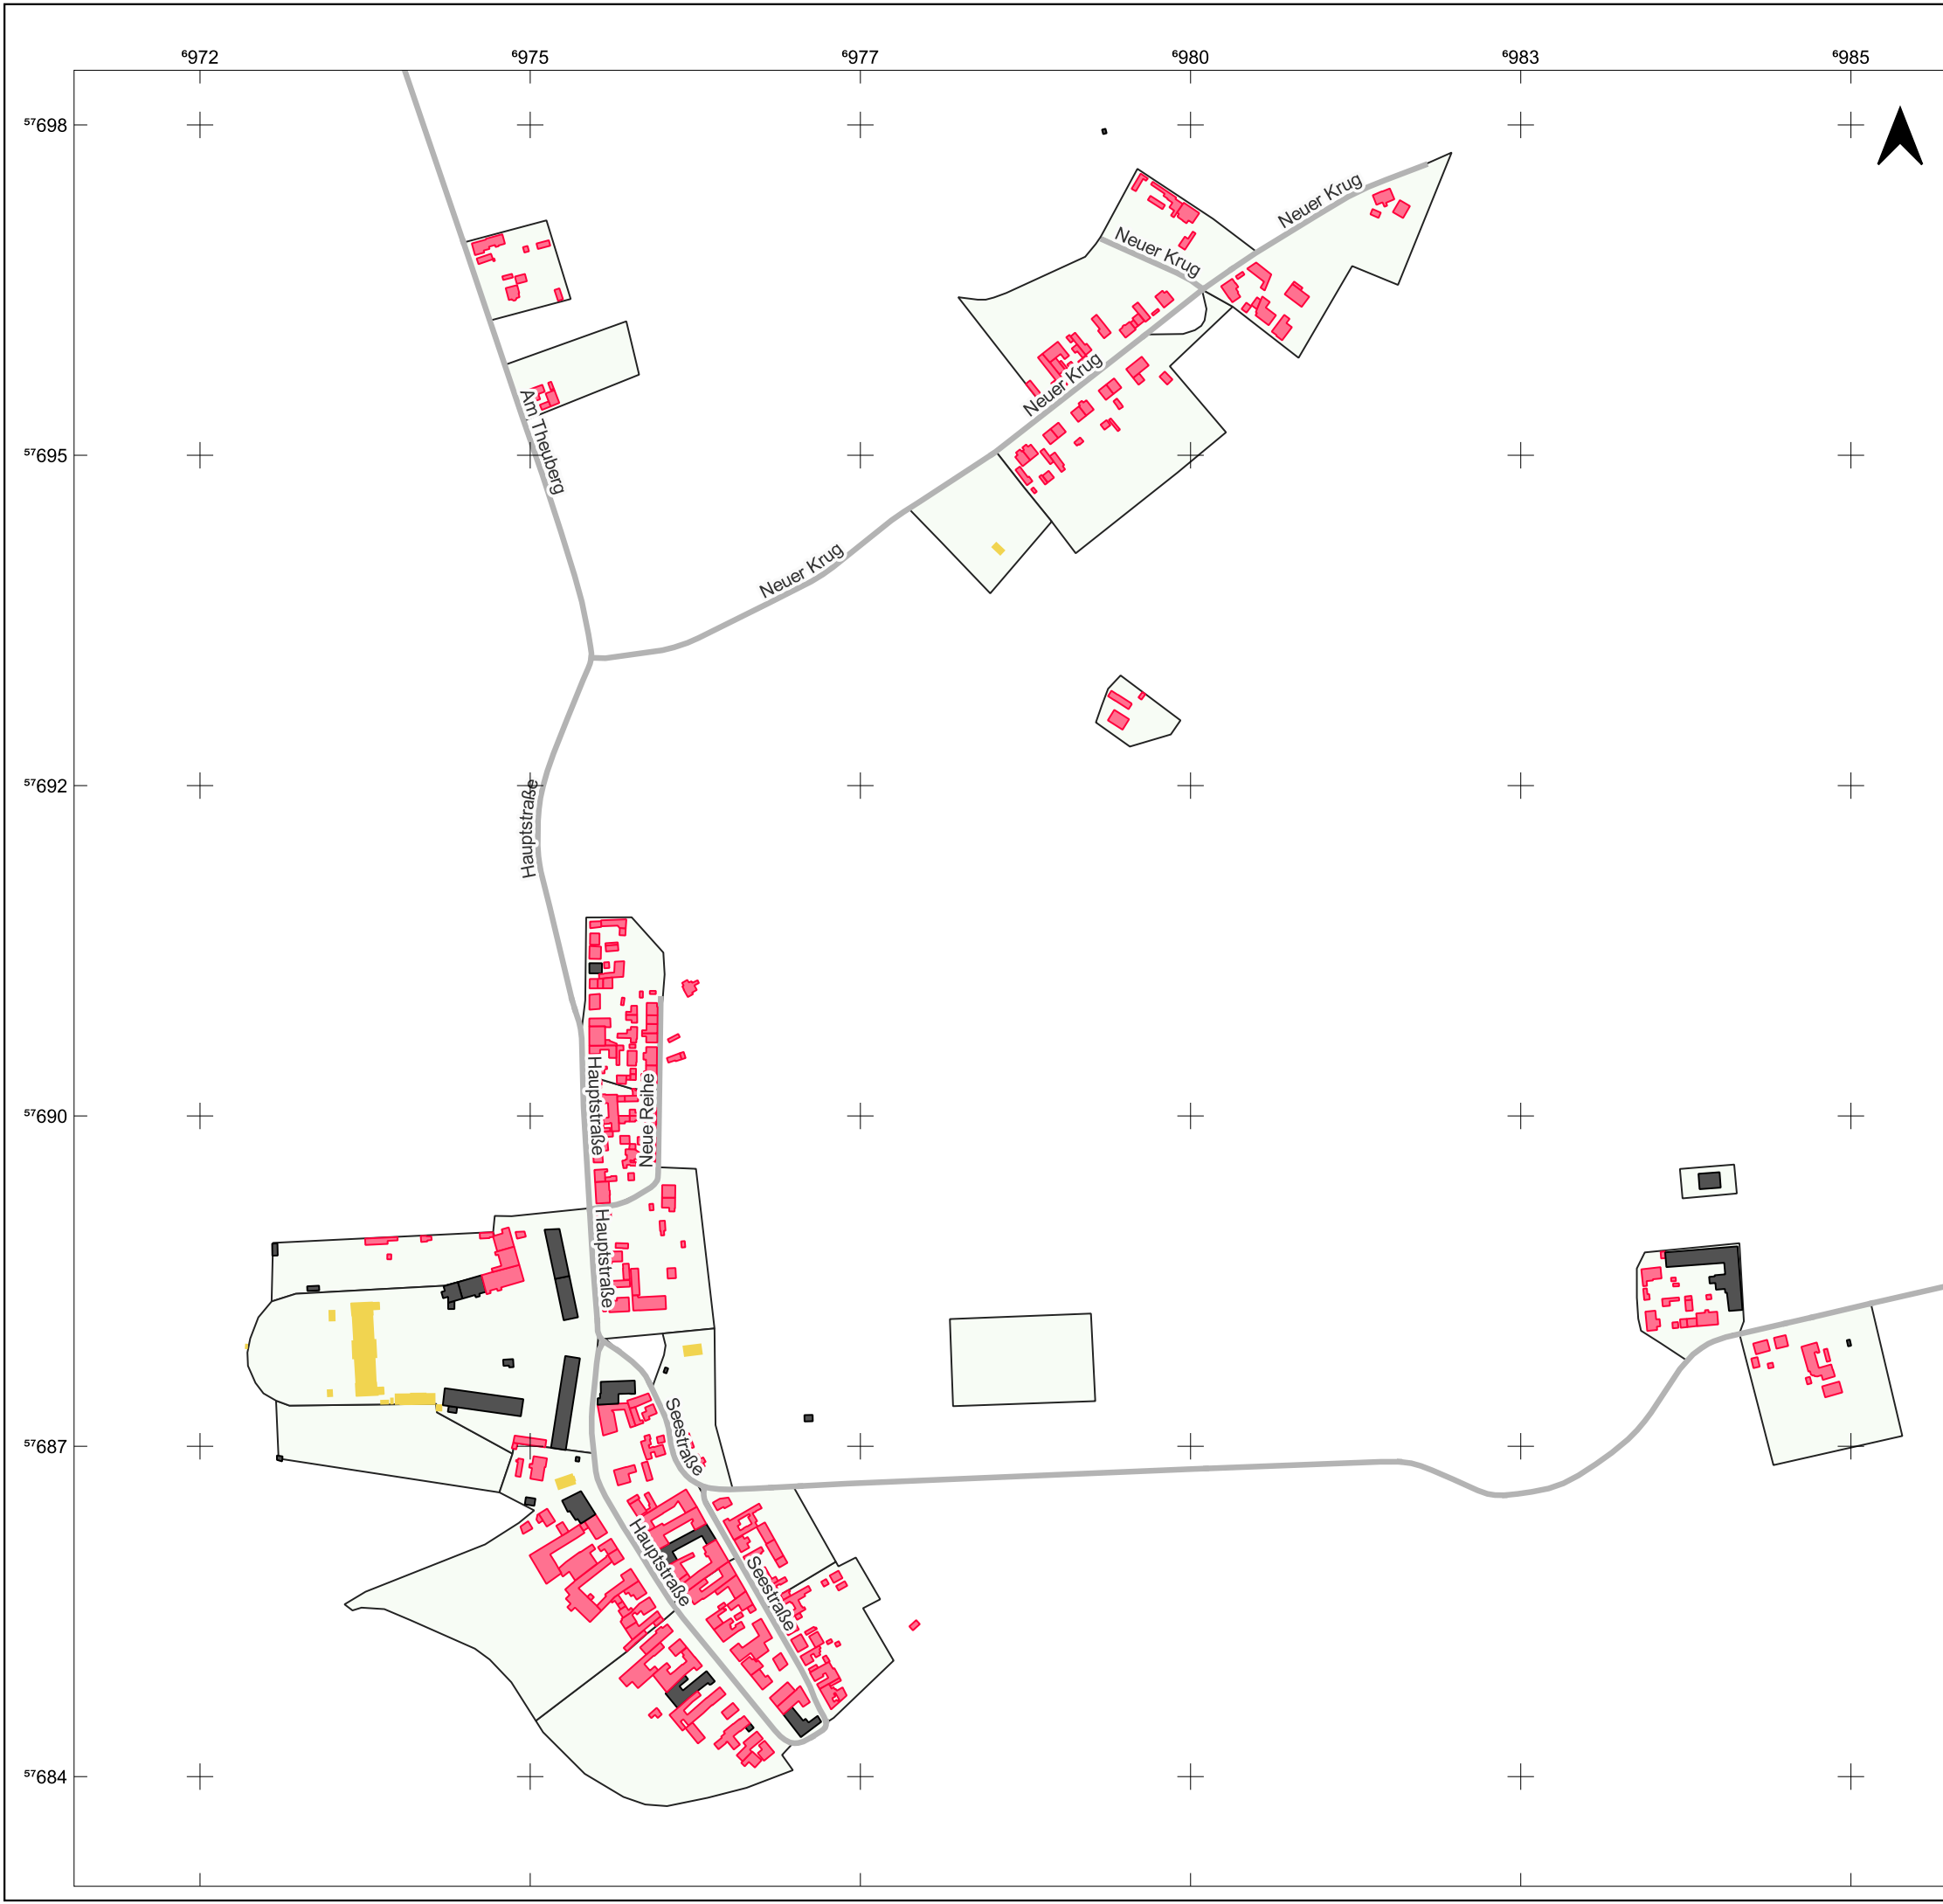 ⁶972 ⁶975 ⁶977 ⁶980 ⁶983 ⁶985
⁵⁷698
Neuer Krug
Neuer Krug
Neuer Krug
Am Theuberg
⁵⁷695
Neuer Krug
⁵⁷692
Hauptstraße
⁵⁷690
Hauptstraße
Neue Reihe
Hauptstraße
Seestraße
⁵⁷687
Hauptstraße
Seestraße
⁵⁷684